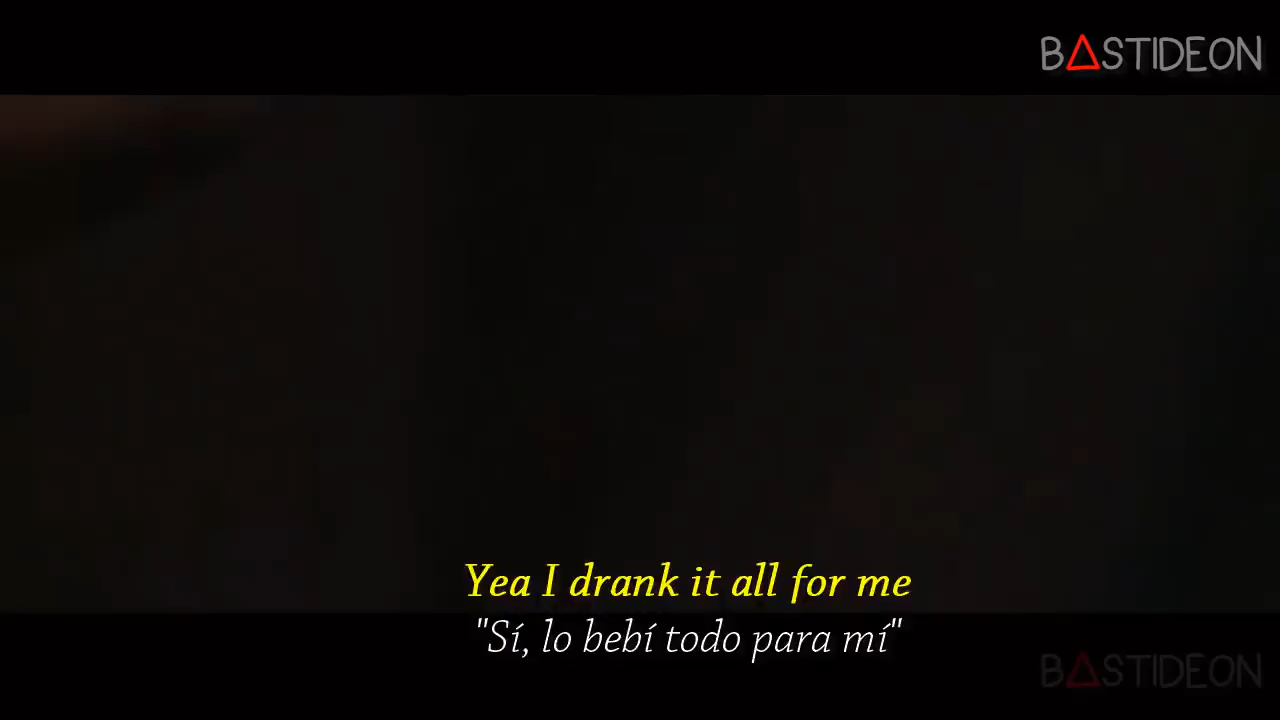 BASTIDEON
Yea I drank it all for me
"Sí, lo bebí todo para mí"
BASTIDEON